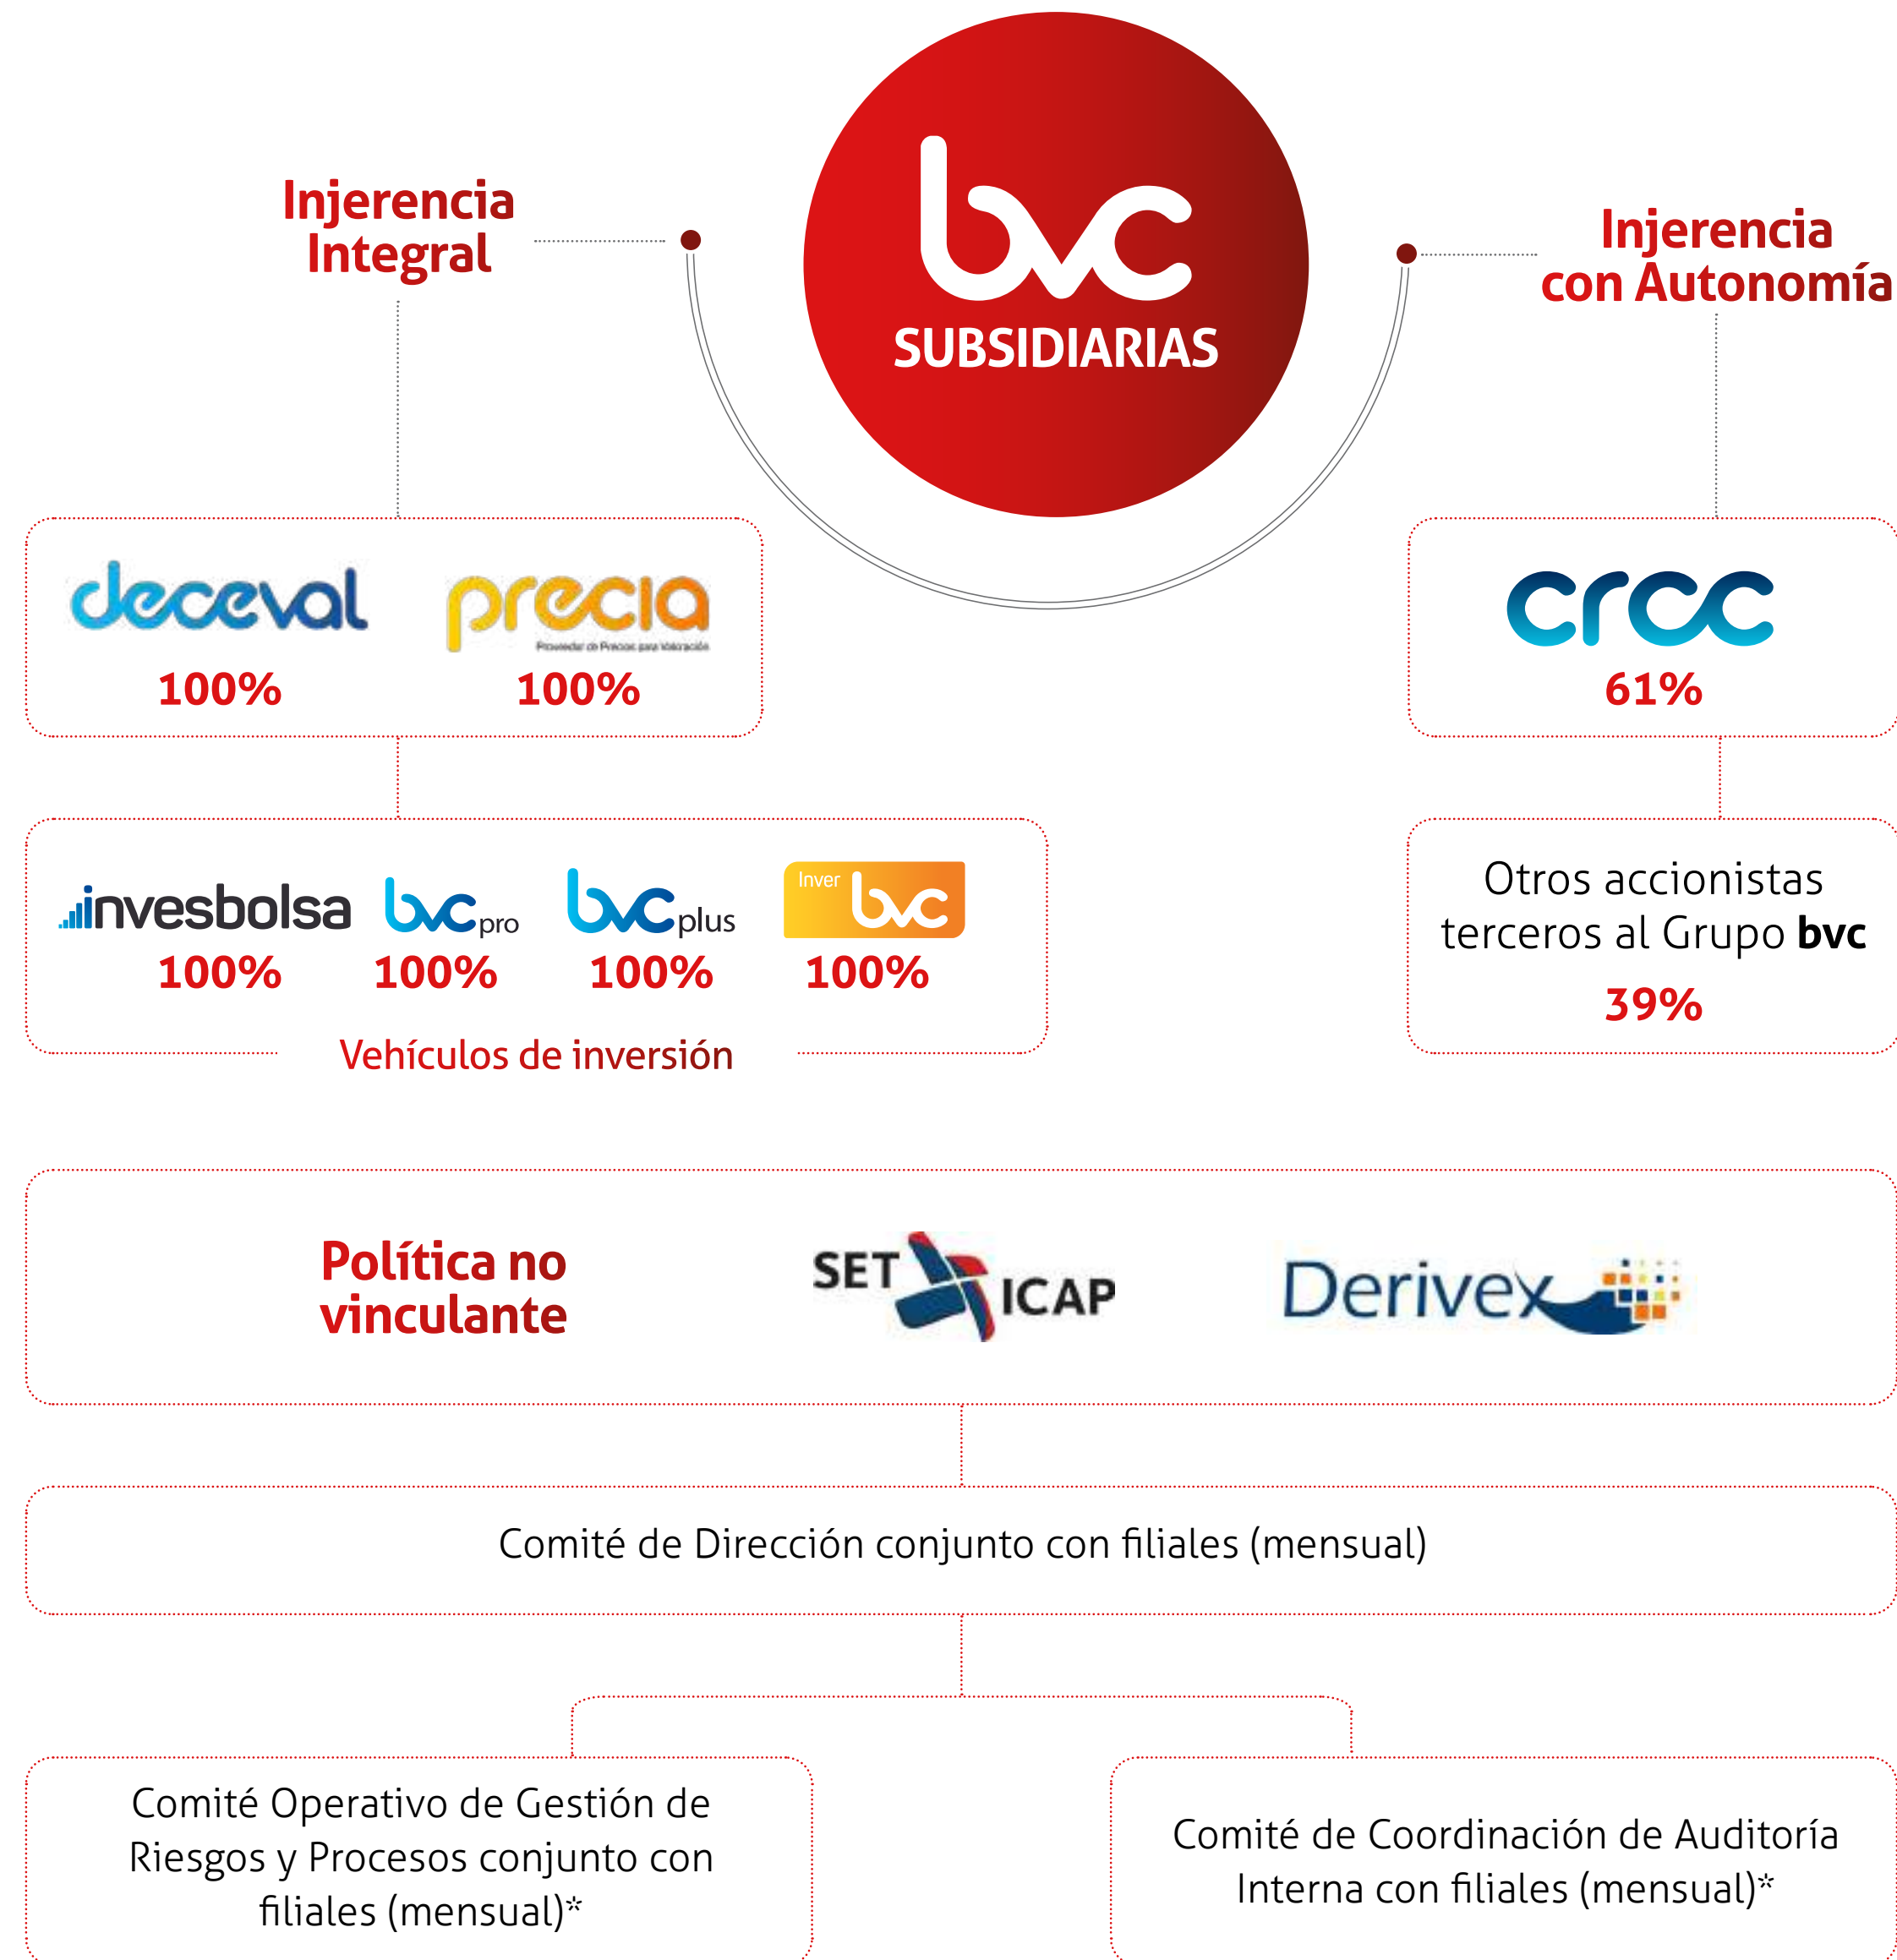 bvc
SUBSIDIARIAS
Injerencia
Integral
Injerencia
con Autonomía
deceval
100%
precia
Proveedor de Precios para Valoración
100%
crcc
61%
invesbolsa
100%
bvc pro
100%
bvc plus
100%
Inver bvc
100%
Vehículos de inversión
Otros accionistas
terceros al Grupo bvc
39%
Política no
vinculante
SET ICAP
Derivex
Comité de Dirección conjunto con filiales (mensual)
Comité Operativo de Gestión de
Riesgos y Procesos conjunto con
filiales (mensual)*
Comité de Coordinación de Auditoría
Interna con filiales (mensual)*